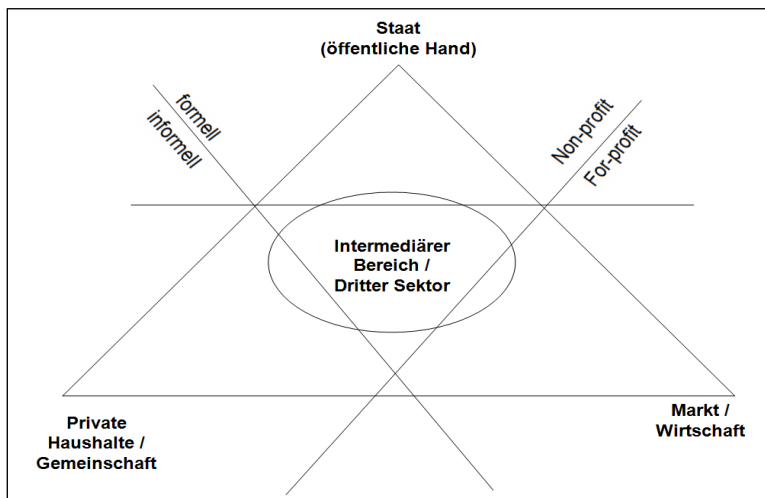 Staat
(öffentliche Hand)
formell
informell
Non-profit
For-profit
Intermediärer
Bereich /
Dritter Sektor
Private
Haushalte /
Gemeinschaft
Markt /
Wirtschaft